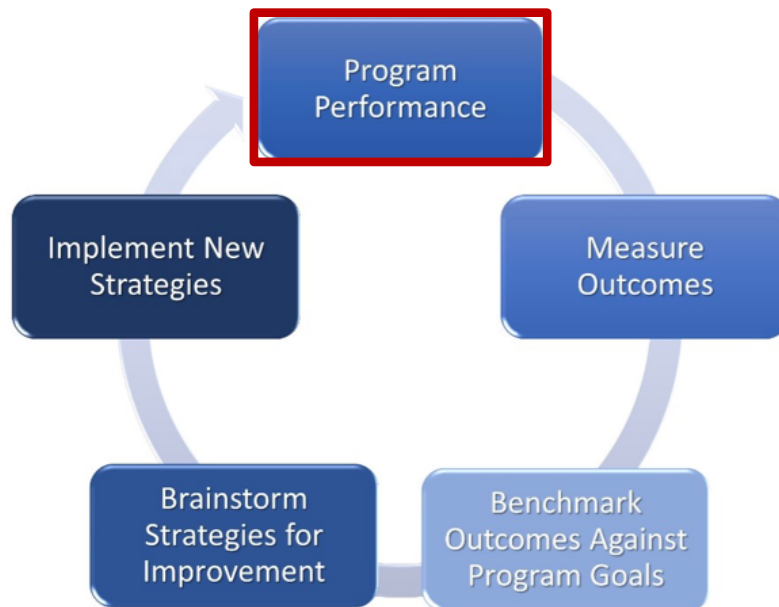 Program
Performance
Measure
Outcomes
Benchmark
Outcomes Against
Program Goals
Brainstorm
Strategies for
Improvement
Implement New
Strategies